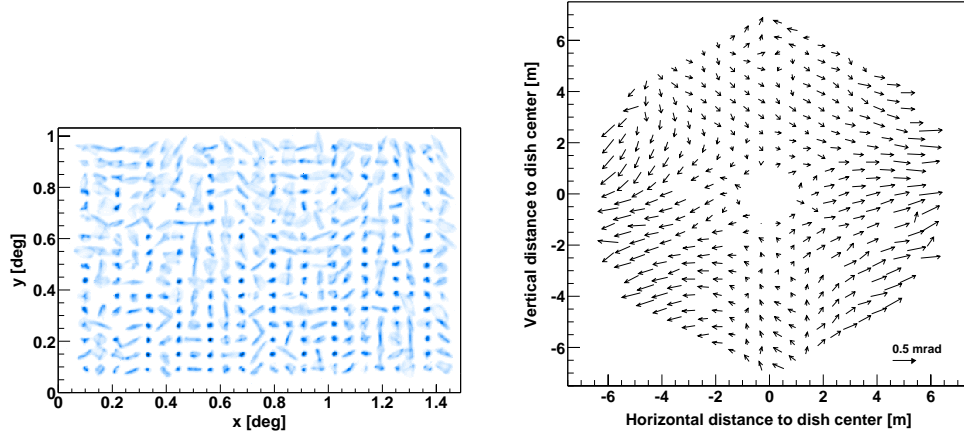 1
0.8
0.6
0.4
0.2
0
0 0.2 0.4 0.6 0.8 1 1.2 1.4
x [deg]
y [deg]
6
4
2
0
-2
-4
-6
-6 -4 -2 0 2 4 6
Horizontal distance to dish center [m]
Vertical distance to dish center [m]
0.5 mrad